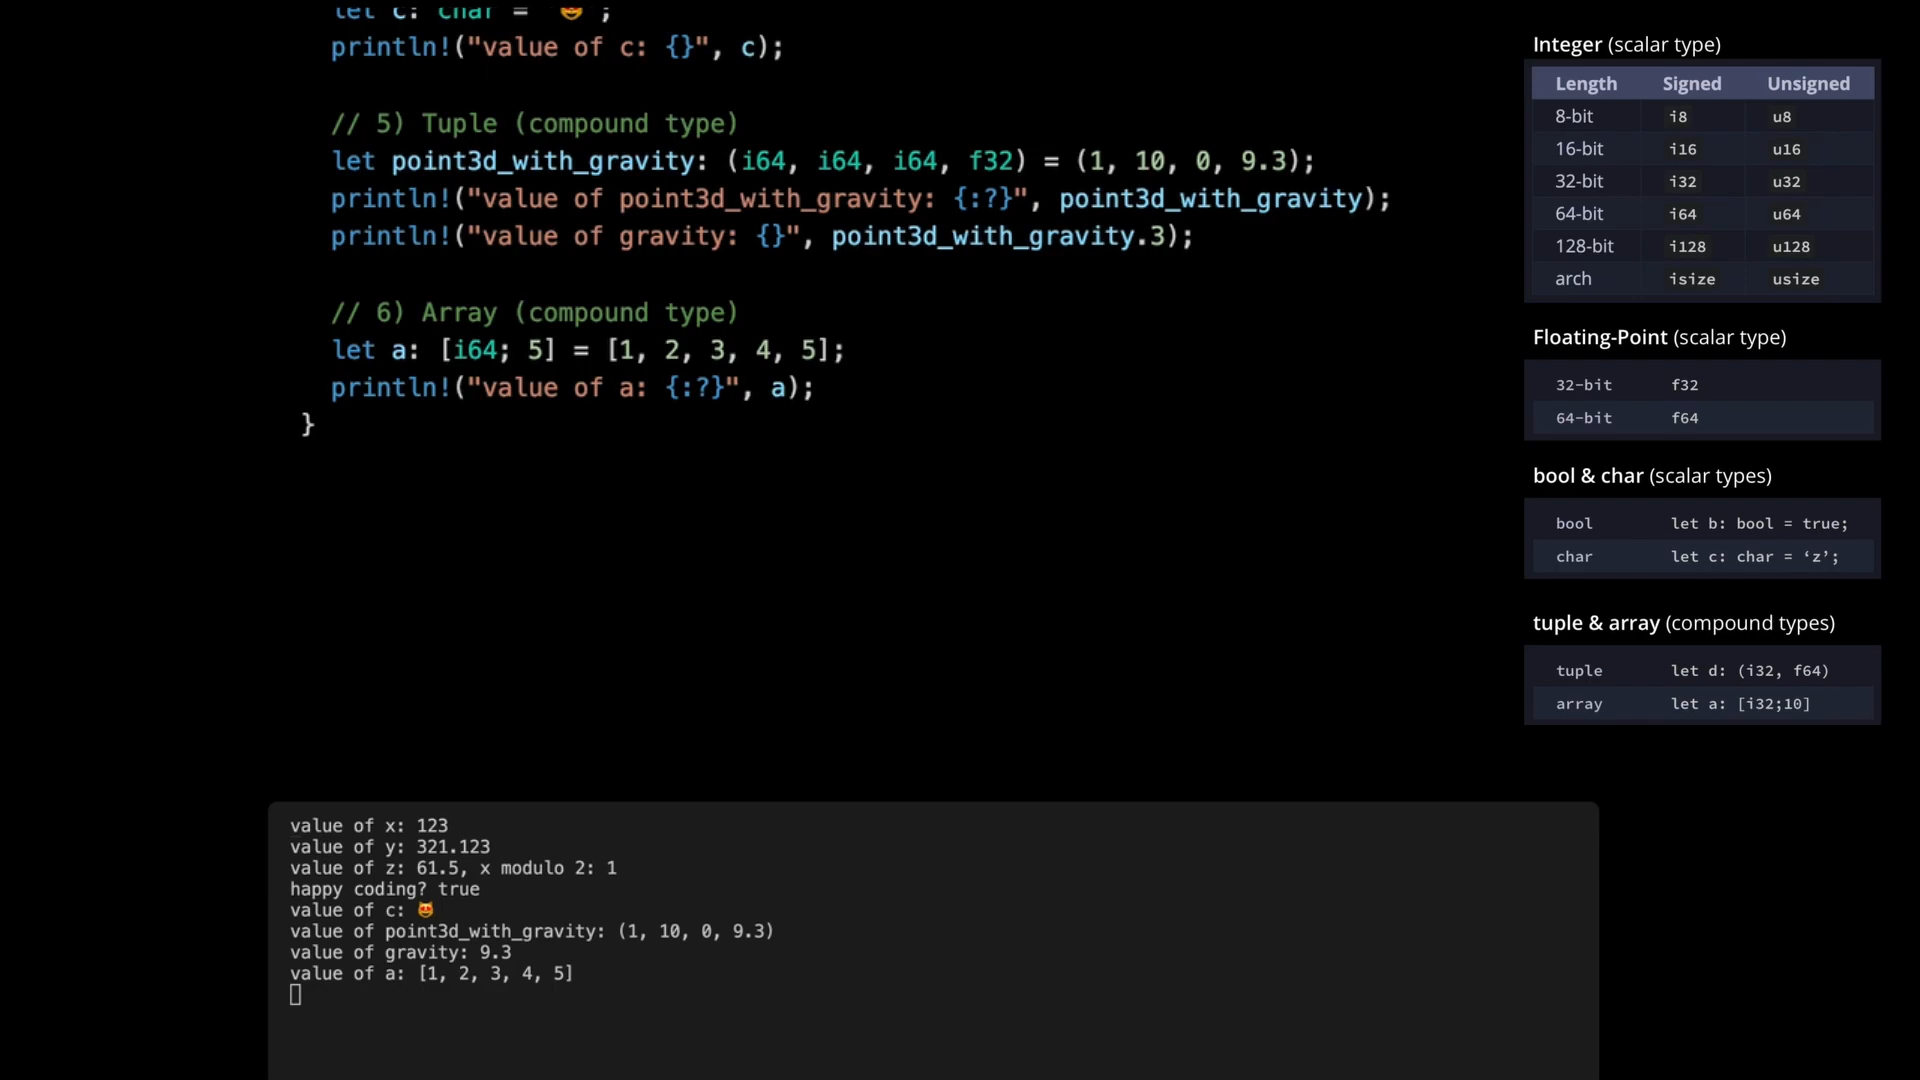 let c: char = '😍';
println!("value of c: {}", c);
// 5) Tuple (compound type)
let point3d_with_gravity: (i64, i64, i64, f32) = (1, 10, 0, 9.3);
println!("value of point3d_with_gravity: {:?}", point3d_with_gravity);
println!("value of gravity: {}", point3d_with_gravity.3);
// 6) Array (compound type)
let a: [i64; 5] = [1, 2, 3, 4, 5];
println!("value of a: {:?}", a);
}
Integer (scalar type)
Length Signed Unsigned
8-bit i8 u8
16-bit i16 u16
32-bit i32 u32
64-bit i64 u64
128-bit i128 u128
arch isize usize
Floating-Point (scalar type)
32-bit f32
64-bit f64
bool & char (scalar types)
bool let b: bool = true;
char let c: char = ‘z’;
tuple & array (compound types)
tuple let d: (i32, f64)
array let a: [i32;10]
value of x: 123
value of y: 321.123
value of z: 61.5, x modulo 2: 1
happy coding? true
value of c: 😻
value of point3d_with_gravity: (1, 10, 0, 9.3)
value of gravity: 9.3
value of a: [1, 2, 3, 4, 5]